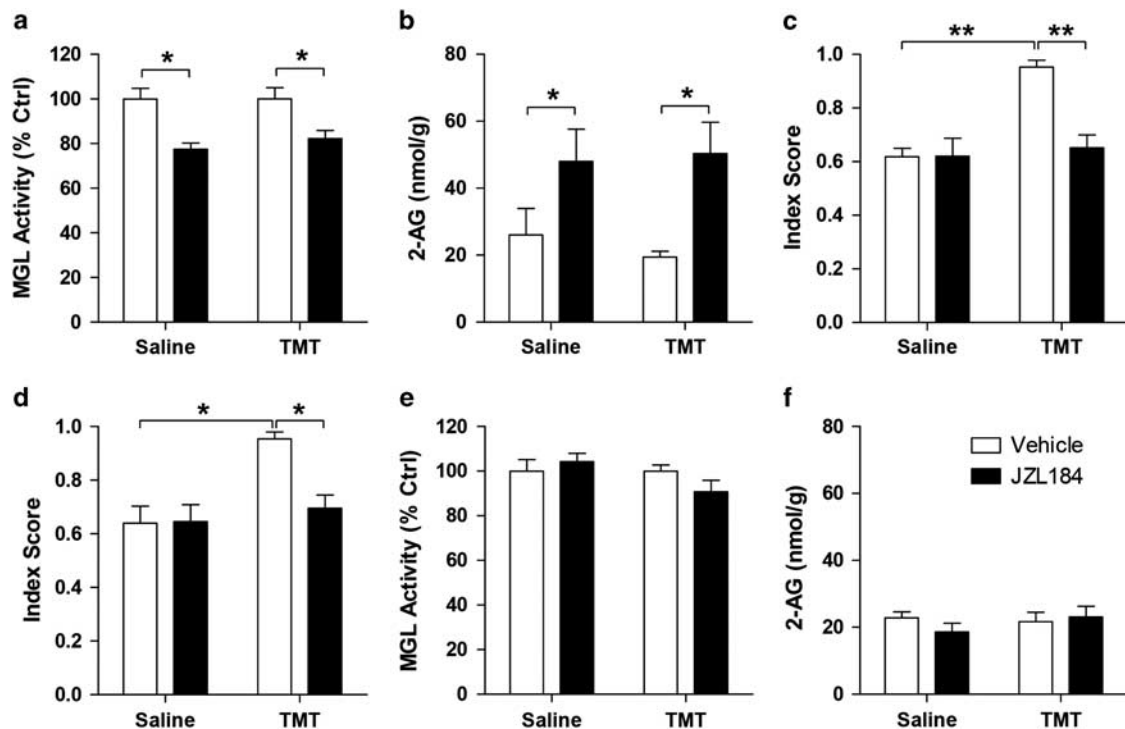 a
MGL Activity (% Ctrl)
120
100
80
60
40
20
0
* *
Saline TMT
b
2-AG (nmol/g)
80
60
40
20
0
* *
Saline TMT
c
Index Score
1.0
0.8
0.6
0.4
0.2
0.0
** **
Saline TMT
d
Index Score
1.0
0.8
0.6
0.4
0.2
0.0
* *
Saline TMT
e
MGL Activity (% Ctrl)
120
100
80
60
40
20
0
Saline TMT
f
2-AG (nmol/g)
80
60
40
20
0
Vehicle
JZL184
Saline TMT